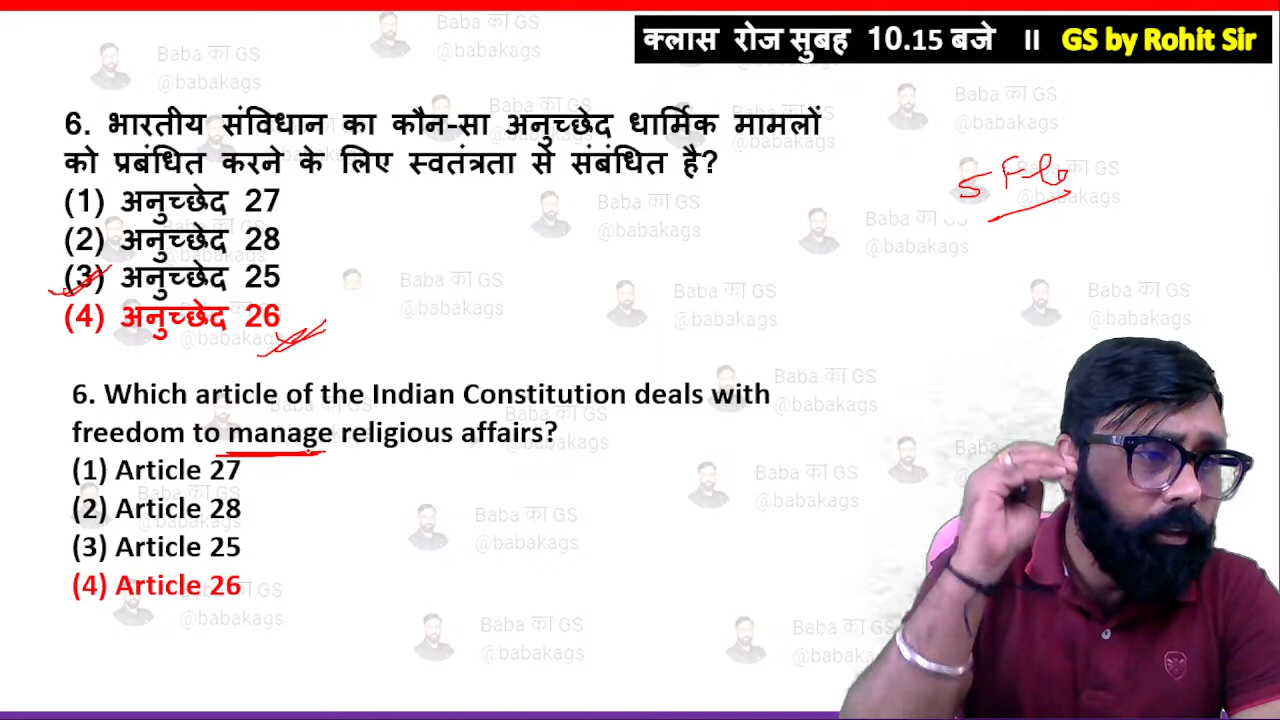 क्लास रोज सुबह 10.15 बजे ॥ GS by Rohit Sir
6. भारतीय संविधान का कौन-सा अनुच्छेद धार्मिक मामलों
को प्रबंधित करने के लिए स्वतंत्रता से संबंधित है?
(1) अनुच्छेद 27
(2) अनुच्छेद 28
(3) अनुच्छेद 25
(4) अनुच्छेद 26
6. Which article of the Indian Constitution deals with
freedom to manage religious affairs?
(1) Article 27
(2) Article 28
(3) Article 25
(4) Article 26
Baba का GS
@babakags